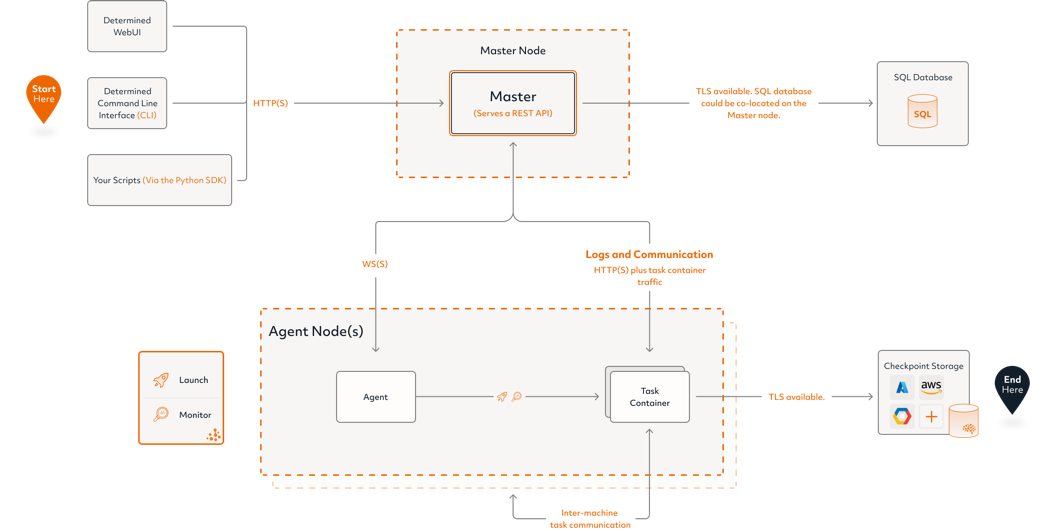 Determined
WebUI
Start
Here
Determined
Command Line
Interface (CLI)
Your Scripts (Via the Python SDK)
HTTP(S)
Master Node
Master
(Serves a REST API)
TLS available. SQL database
could be co-located on the
Master node.
SQL Database
SQL
WS(S)
Logs and Communication
HTTP(S) plus task container
traffic
Agent Node(s)
Launch
Monitor
Agent
Task
Container
TLS available.
Checkpoint Storage
aws
End
Here
Inter-machine
task communication